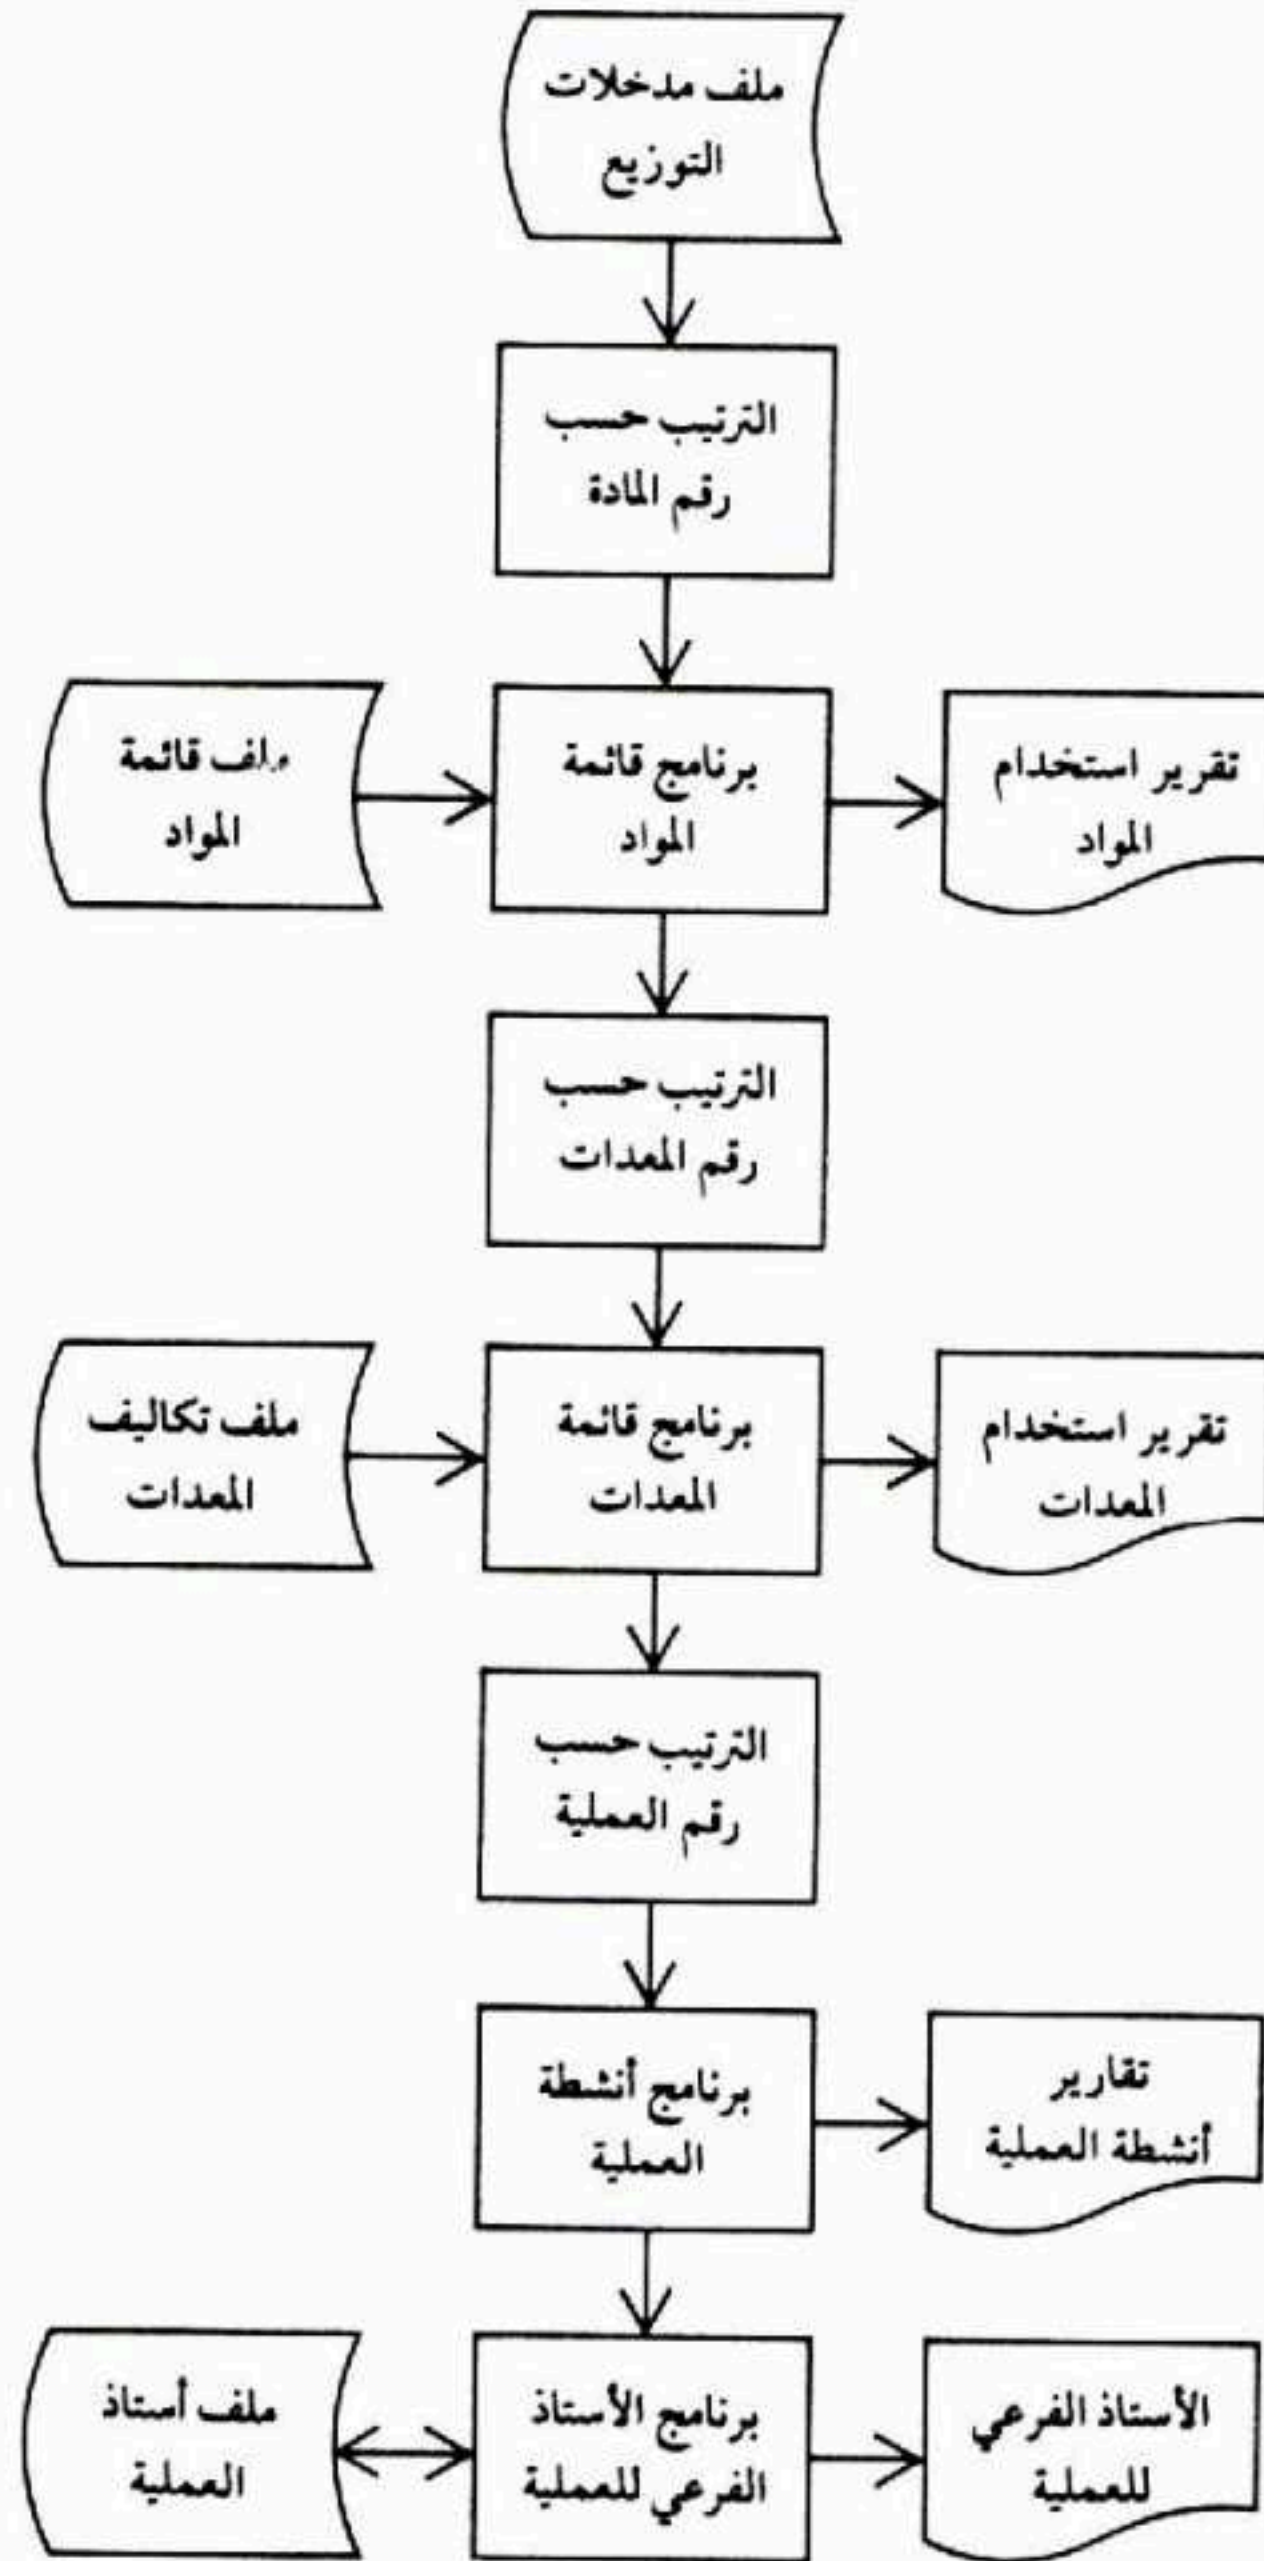 ملف مدخلات
التوزيع
الترتيب حسب
رقم المادة
ملف قائمة
المواد
برنامج قائمة
المواد
تقرير استخدام
المواد
الترتيب حسب
رقم المعدات
ملف تكاليف
المعدات
برنامج قائمة
المعدات
تقرير استخدام
المعدات
الترتيب حسب
رقم العملية
برنامج أنشطة
العملية
تقارير
أنشطة العملية
ملف أستاذ
العملية
برنامج الأستاذ
الفرعي للعملية
الأستاذ الفرعي
للعملية